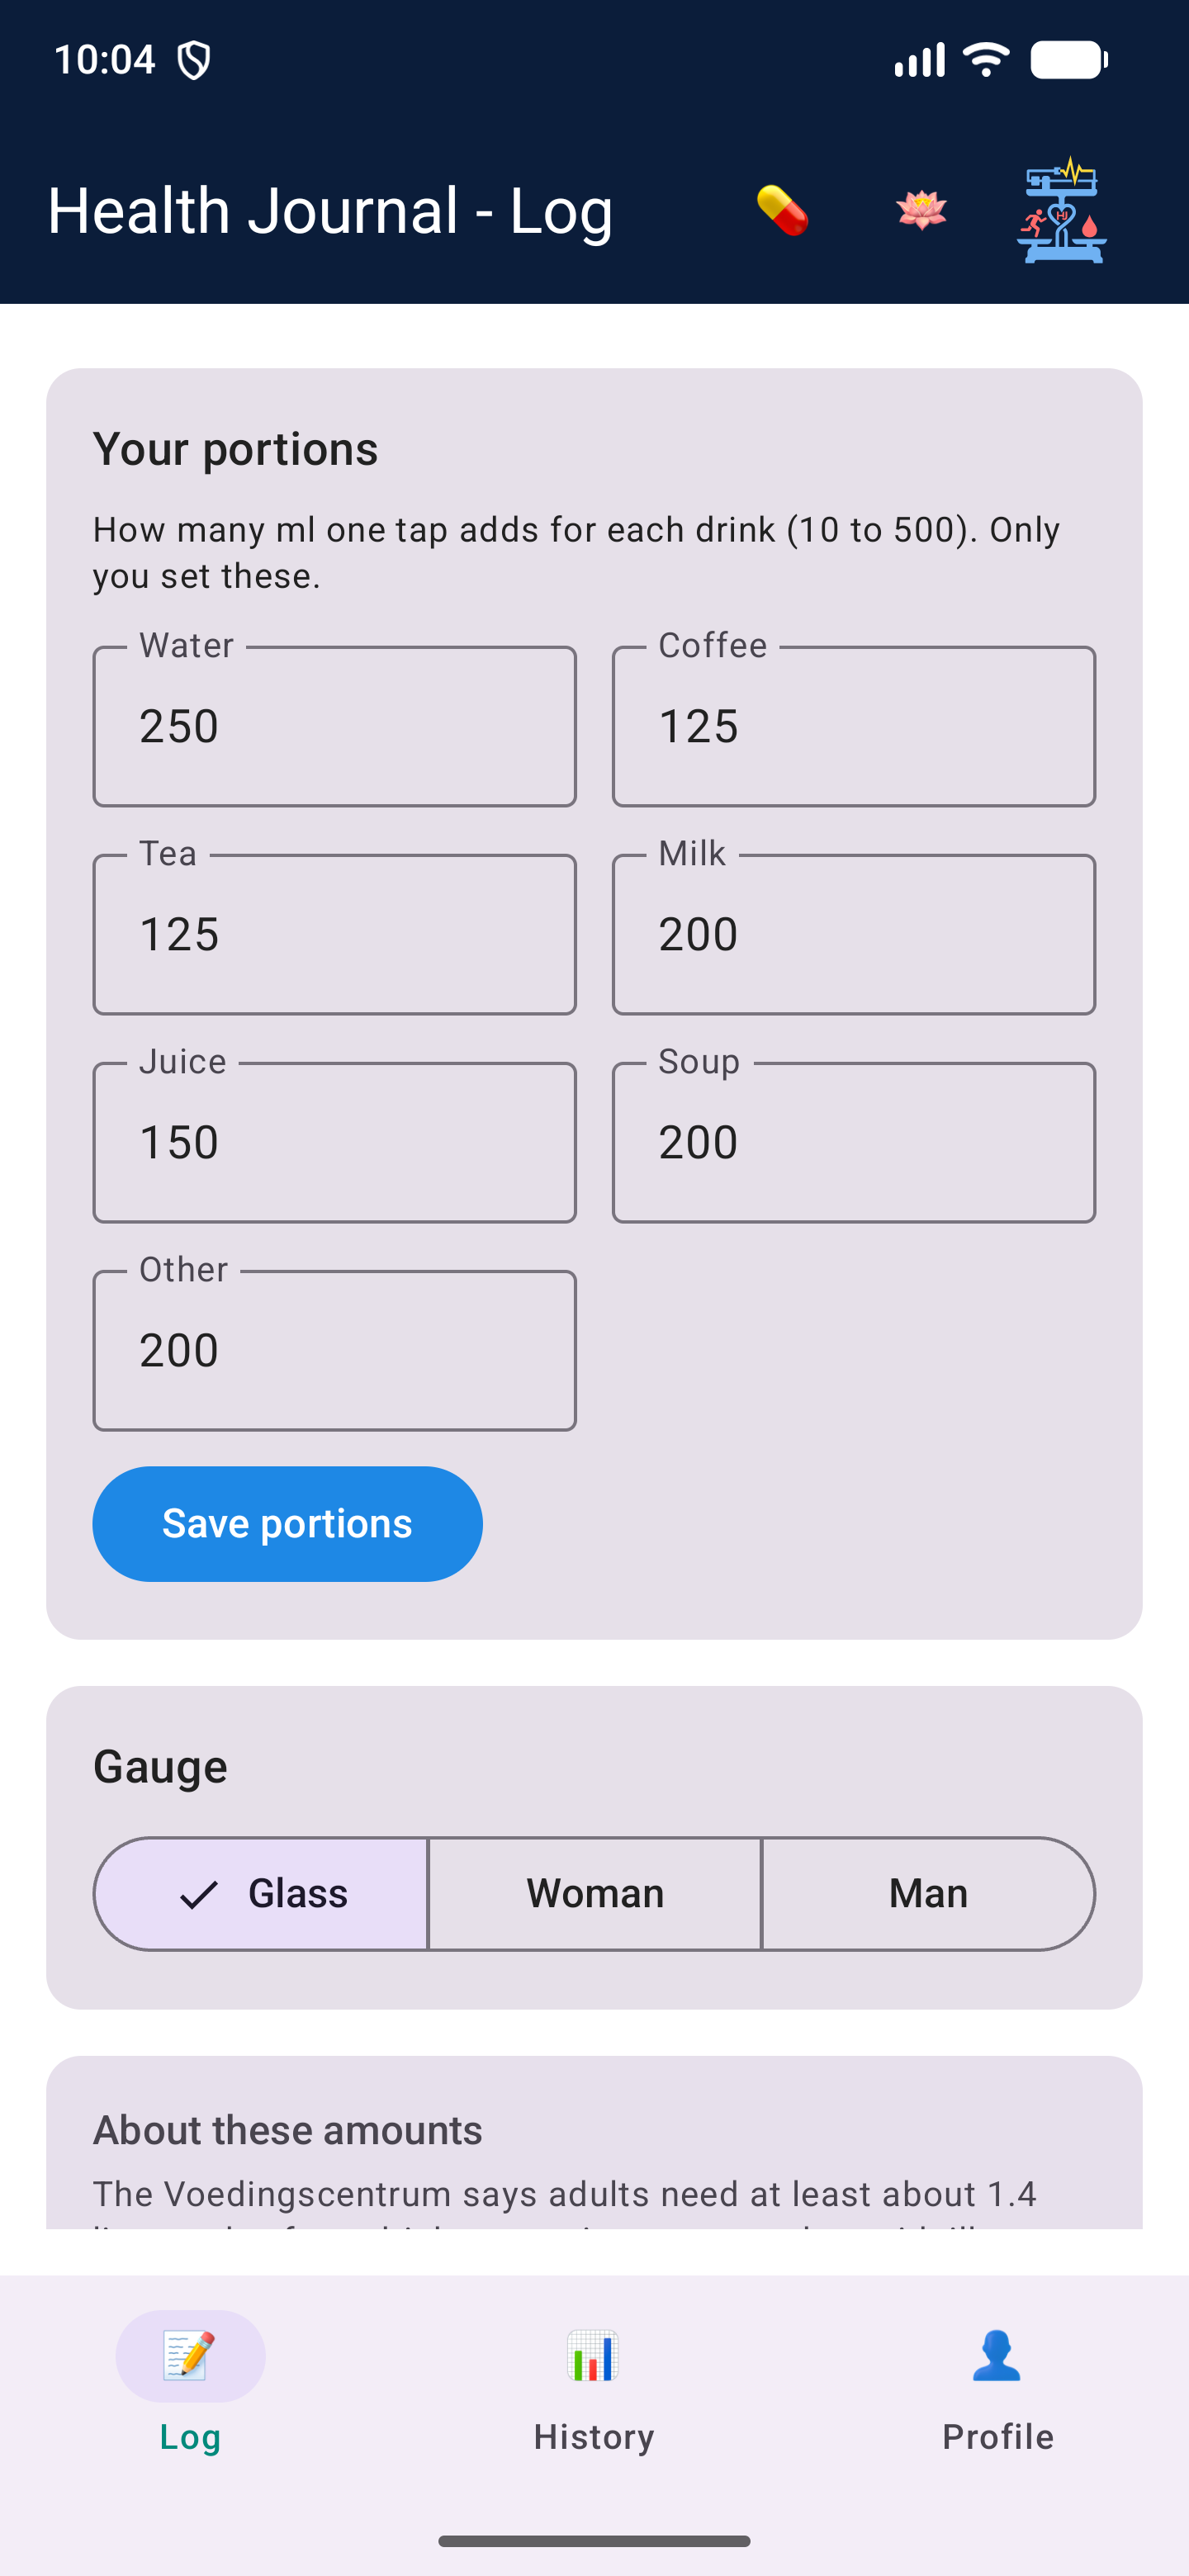 10:04
Health Journal - Log
HJ
Your portions
How many ml one tap adds for each drink (10 to 500). Only
you set these.
Water
250
Coffee
125
Tea
125
Milk
200
Juice
150
Soup
200
Other
200
Save portions
Gauge
Glass
Woman
Man
About these amounts
The Voedingscentrum says adults need at least about 1.4
Log
History
Profile